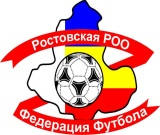 Ростовская РОО
Федерация Футбола